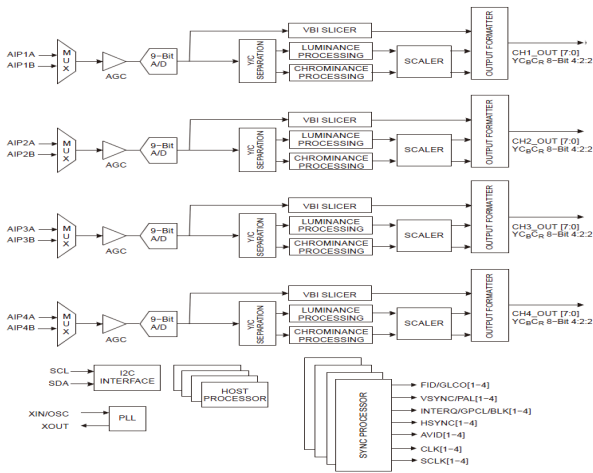 AIP1A
AIP1B
MUX
AGC
9-Bit
A/D
Y/C
SEPARATION
VBI SLICER
LUMINANCE
PROCESSING
CHROMINANCE
PROCESSING
SCALER
OUTPUT FORMATTER
CH1_OUT [7:0]
YCBCR 8-Bit 4:2:2
AIP2A
AIP2B
MUX
AGC
9-Bit
A/D
Y/C
SEPARATION
VBI SLICER
LUMINANCE
PROCESSING
CHROMINANCE
PROCESSING
SCALER
OUTPUT FORMATTER
CH2_OUT [7:0]
YCBCR 8-Bit 4:2:2
AIP3A
AIP3B
MUX
AGC
9-Bit
A/D
Y/C
SEPARATION
VBI SLICER
LUMINANCE
PROCESSING
CHROMINANCE
PROCESSING
SCALER
OUTPUT FORMATTER
CH3_OUT [7:0]
YCBCR 8-Bit 4:2:2
AIP4A
AIP4B
MUX
AGC
9-Bit
A/D
Y/C
SEPARATION
VBI SLICER
LUMINANCE
PROCESSING
CHROMINANCE
PROCESSING
SCALER
OUTPUT FORMATTER
CH4_OUT [7:0]
YCBCR 8-Bit 4:2:2
SCL
SDA
I2C
INTERFACE
HOST
PROCESSOR
XIN/OSC
XOUT
PLL
SYNC PROCESSOR
FID/GLCO[1-4]
VSYNC/PAL[1-4]
INTERQ/GPCL/BLK[1-4]
HSYNC[1-4]
AVID[1-4]
CLK[1-4]
SCLK[1-4]